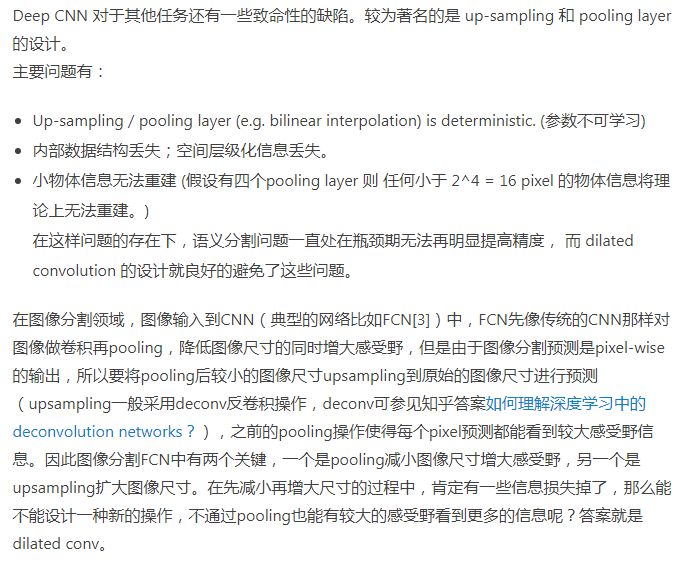 Deep CNN 对于其他任务还有一些致命性的缺陷。较为著名的是 up-sampling 和 pooling layer
的设计。
主要问题有：
Up-sampling / pooling layer (e.g. bilinear interpolation) is deterministic. (参数不可学习)
内部数据结构丢失；空间层级化信息丢失。
小物体信息无法重建 (假设有四个pooling layer 则 任何小于 2^4 = 16 pixel 的物体信息将理
论上无法重建。)
在这样问题的存在下，语义分割问题一直处在瓶颈期无法再明显提高精度， 而 dilated
convolution 的设计就良好的避免了这些问题。
在图像分割领域，图像输入到CNN（典型的网络比如FCN[3]）中，FCN先像传统的CNN那样对
图像做卷积再pooling，降低图像尺寸的同时增大感受野，但是由于图像分割预测是pixel-wise
的输出，所以要将pooling后较小的图像尺寸upsampling到原始的图像尺寸进行预测
（upsampling一般采用deconv反卷积操作，deconv可参见知乎答案如何理解深度学习中的
deconvolution networks？），之前的pooling操作使得每个pixel预测都能看到较大感受野信
息。因此图像分割FCN中有两个关键，一个是pooling减小图像尺寸增大感受野，另一个是
upsampling扩大图像尺寸。在先减小再增大尺寸的过程中，肯定有一些信息损失掉了，那么能
不能设计一种新的操作，不通过pooling也能有较大的感受野看到更多的信息呢？答案就是
dilated conv。